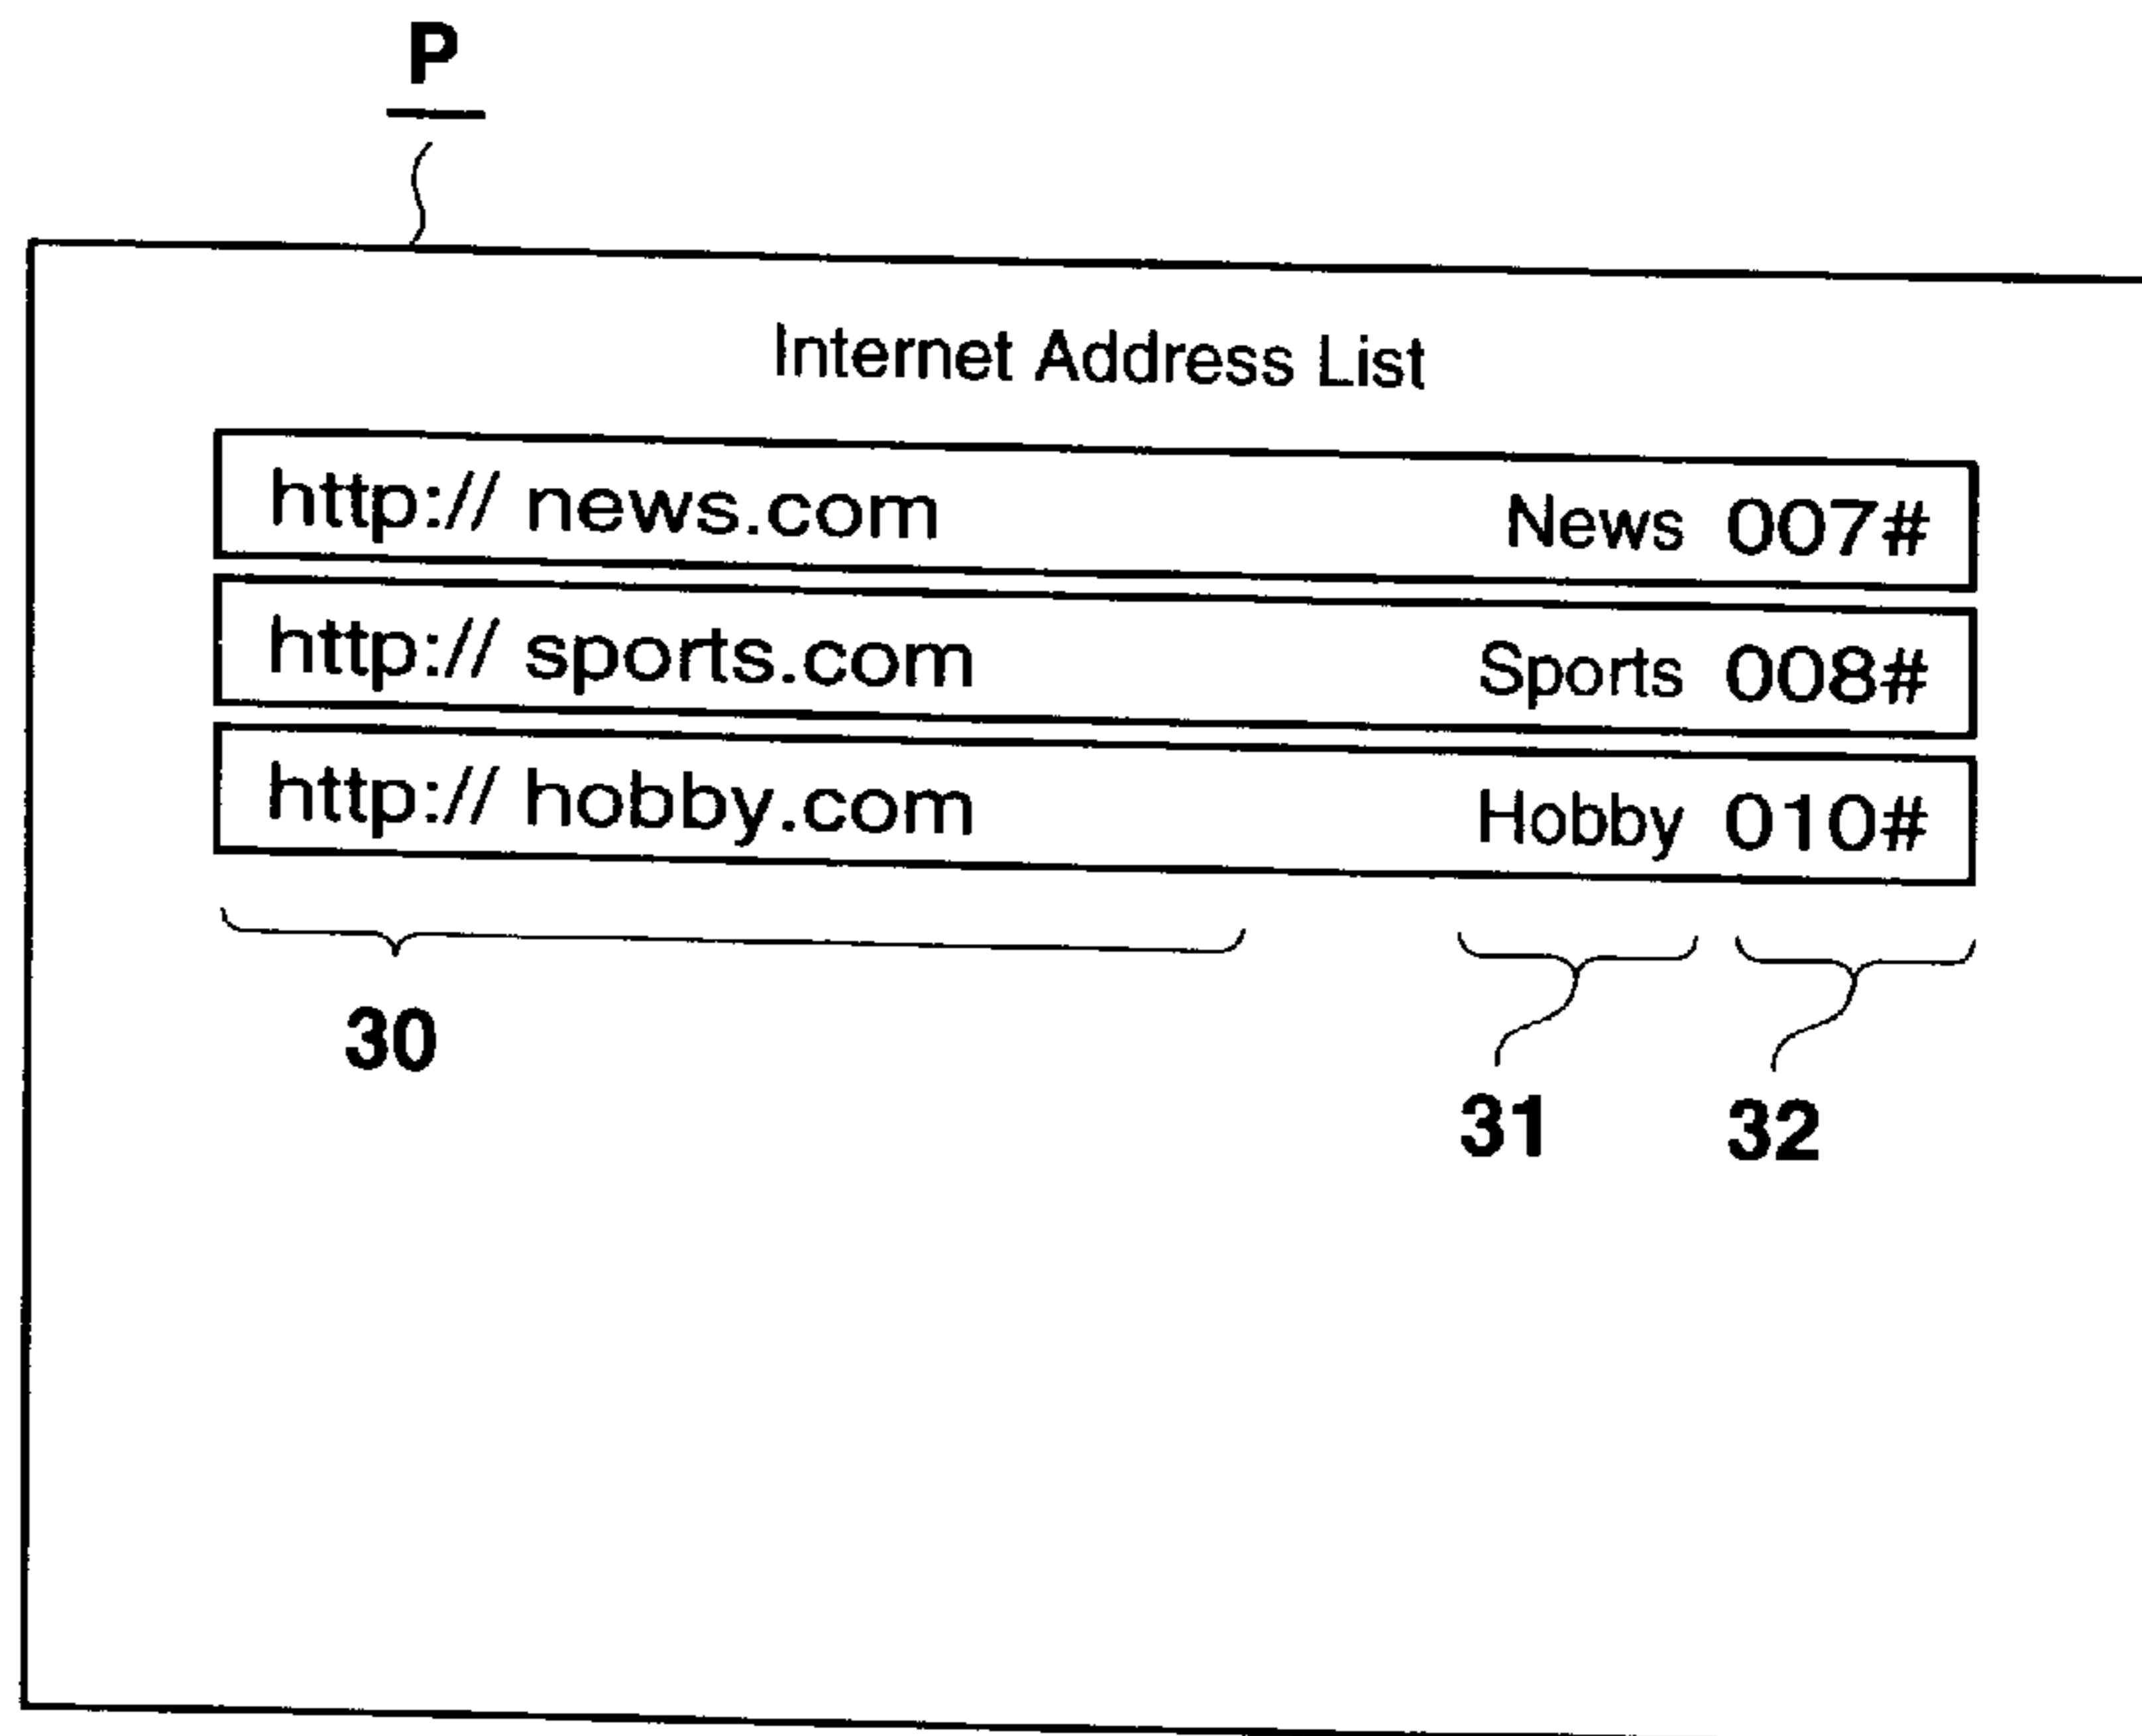 P
Internet Address List
http:// news.com News 007#
http:// sports.com Sports 008#
http:// hobby.com Hobby 010#
30
31 32